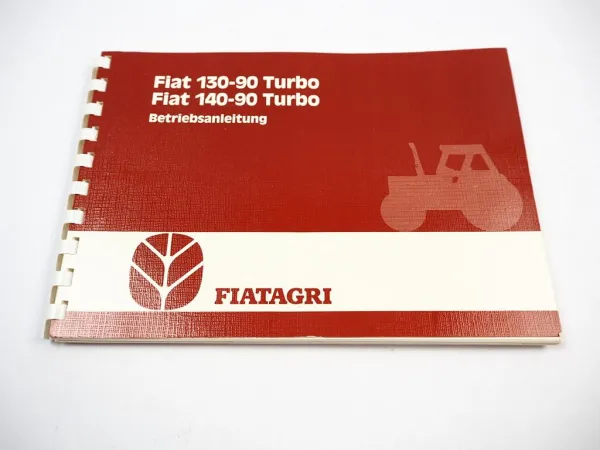 Fiat 130-90 Turbo
Fiat 140-90 Turbo
Betriebsanleitung
FIATAGRI